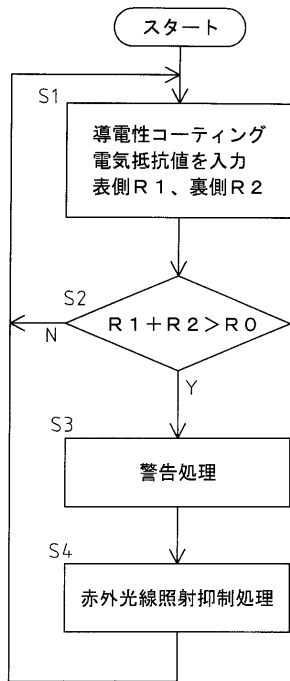 スタート
S1
導電性コーティング
電気抵抗値を入力
表側R1、裏側R2
S2
R1+R2>R0
N
Y
S3
警告処理
S4
赤外光線照射抑制処理